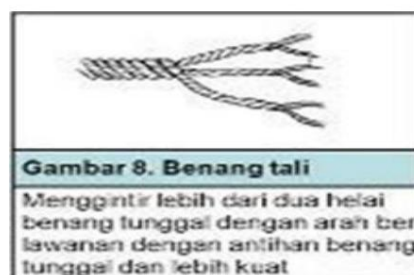 Gambar 8. Benang tali
Menggintir lebih dari dua helai
benang tunggal dengan arah ber
lawanan dengan antihan benang
tunggal dan lebih kuat